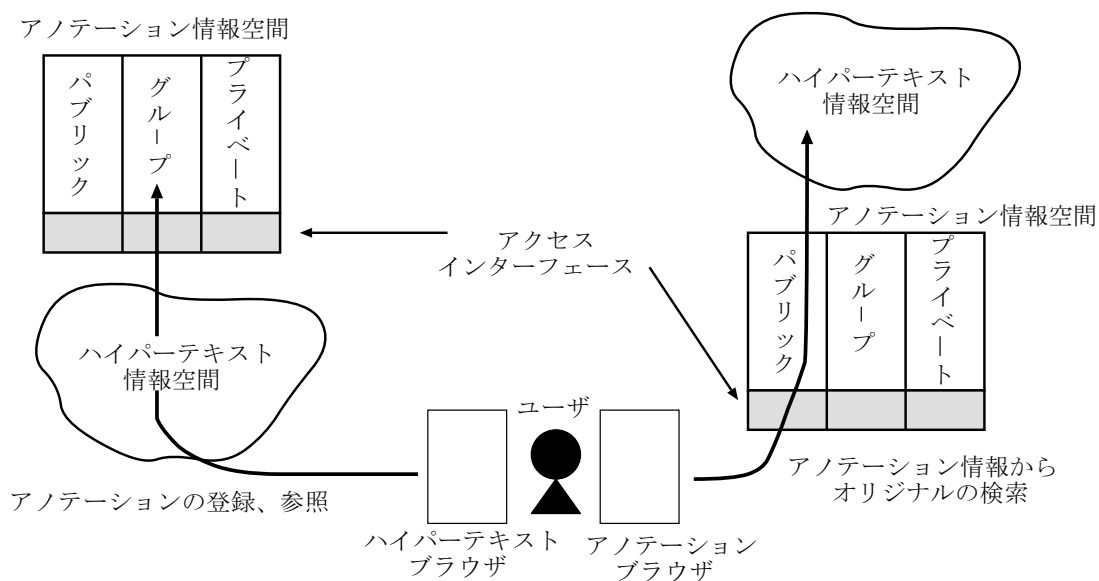 アノテーション情報空間
パブリック
グループ
プライベート
ハイパーテキスト
情報空間
アノテーションの登録、参照
アクセス
インターフェース
ユーザ
ハイパーテキスト
ブラウザ
アノテーション
ブラウザ
ハイパーテキスト
情報空間
アノテーション情報空間
パブリック
グループ
プライベート
アノテーション情報から
オリジナルの検索